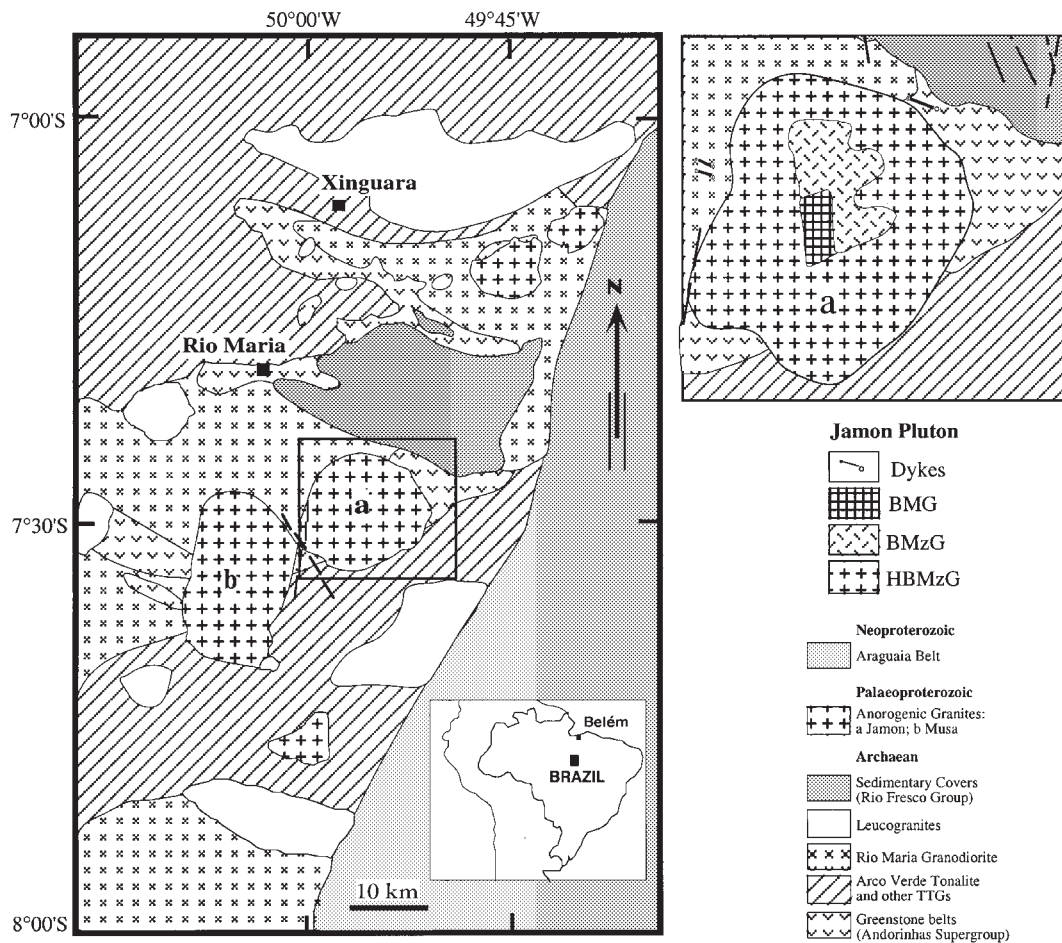 50°00'W
49°45'W
7°00'S
Xinguara
N
Rio Maria
a
7°30'S
b
Belém
BRAZIL
10 km
8°00'S
a
Jamon Pluton
Dykes
BMG
BMzG
HBMzG
Neoproterozoic
Araguaia Belt
Palaeoproterozoic
Anorogenic Granites:
a Jamon; b Musa
Archaean
Sedimentary Covers
(Rio Fresco Group)
Leucogranites
Rio Maria Granodiorite
Arco Verde Tonalite
and other TTGs
Greenstone belts
(Andorinhas Supergroup)